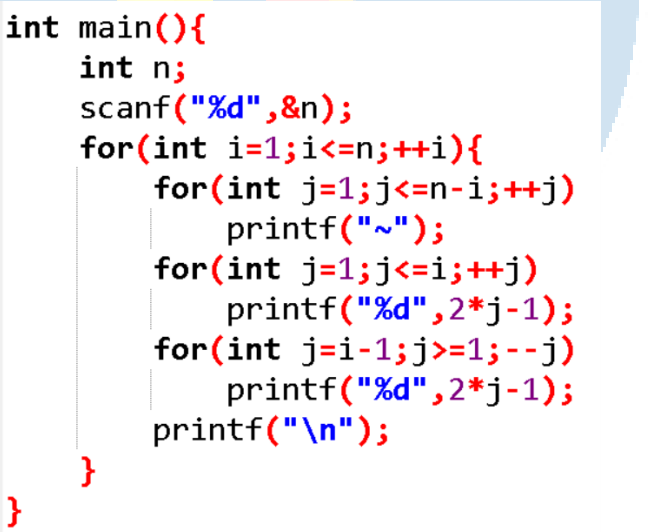 int main(){
int n;
scanf("%d",&n);
for(int i=1;i<=n;++i){
for(int j=1;j<=n-i;++j)
printf("~");
for(int j=1;j<=i;++j)
printf("%d",2*j-1);
for(int j=i-1;j>=1;--j)
printf("%d",2*j-1);
printf("\n");
}
}